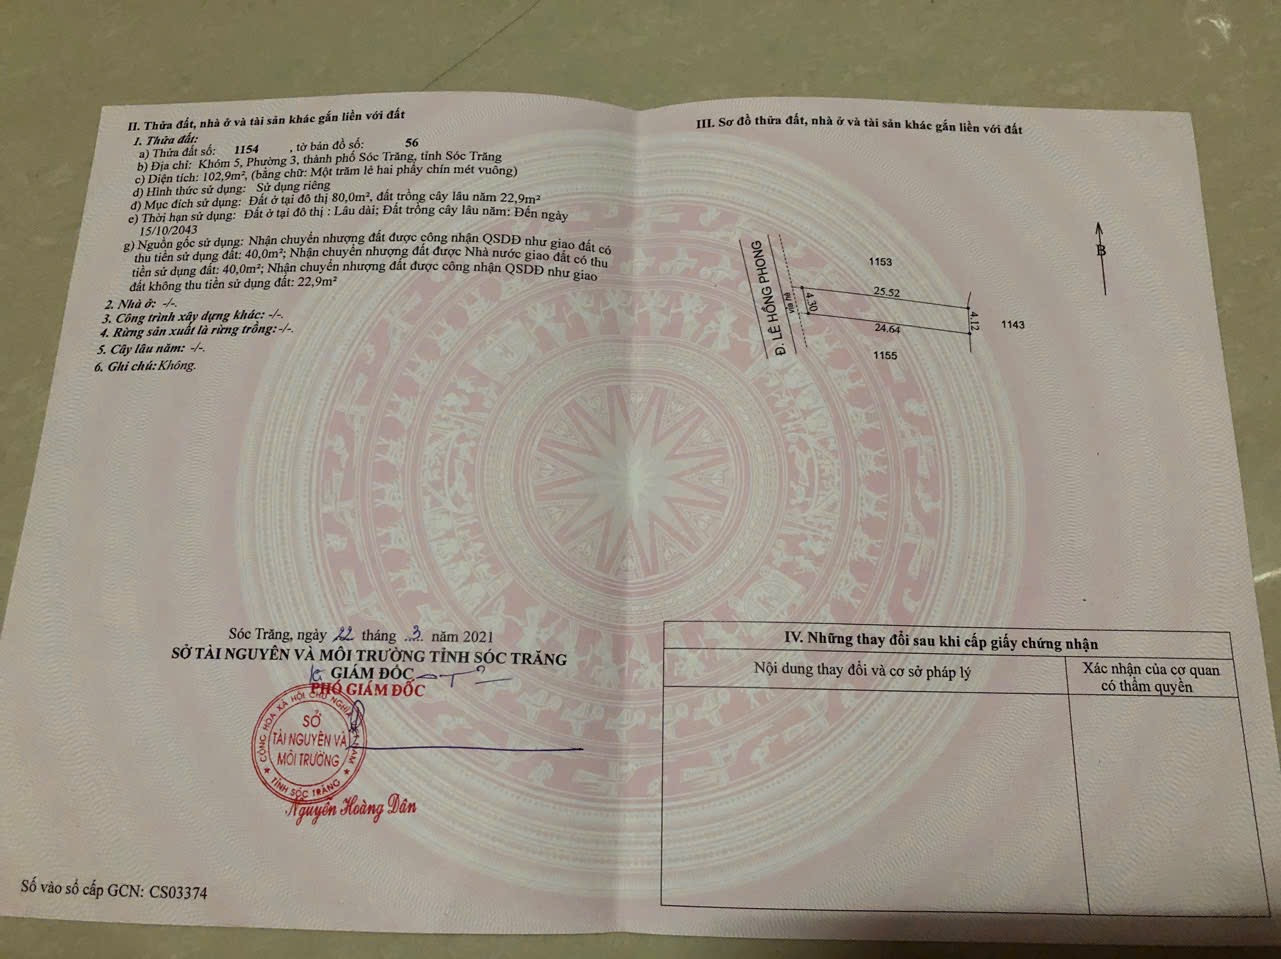 II. Thửa đất, nhà ở và tài sản khác gắn liền với đất
1. Thửa đất:
a) Thửa đất số: 1154 , tờ bản đồ số: 56
b) Địa chỉ: Khóm 5, Phường 3, thành phố Sóc Trăng, tỉnh Sóc Trăng
c) Diện tích: 102,9m², (bằng chữ: Một trăm lẻ hai phẩy chín mét vuông)
d) Hình thức sử dụng: Sử dụng riêng
đ) Mục đích sử dụng: Đất ở tại đô thị 80,0m², đất trồng cây lâu năm 22,9m²
e) Thời hạn sử dụng: Đất ở tại đô thị : Lâu dài; Đất trồng cây lâu năm: Đến ngày
15/10/2043
g) Nguồn gốc sử dụng: Nhận chuyển nhượng đất được công nhận QSDĐ như giao đất có
thu tiền sử dụng đất: 40,0m²; Nhận chuyển nhượng đất được Nhà nước giao đất có thu
tiền sử dụng đất: 40,0m²; Nhận chuyển nhượng đất được công nhận QSDĐ như giao
đất không thu tiền sử dụng đất: 22,9m²
2. Nhà ở: -/-.
3. Công trình xây dựng khác: -/-.
4. Rừng sản xuất là rừng trồng: -/-.
5. Cây lâu năm: -/-.
6. Ghi chú: Không.
Sóc Trăng, ngày 22 tháng 3 năm 2021
SỞ TÀI NGUYÊN VÀ MÔI TRƯỜNG TỈNH SÓC TRĂNG
GIÁM ĐỐC
PHÓ GIÁM ĐỐC
CỘNG HÒA XÃ HỘI CHỦ NGHĨA VIỆT NAM
SỞ
TÀI NGUYÊN VÀ
MÔI TRƯỜNG
TỈNH SÓC TRĂNG
Nguyễn Hoàng Dân
Số vào sổ cấp GCN: CS03374
III. Sơ đồ thửa đất, nhà ở và tài sản khác gắn liền với đất
B
Đ. LÊ HỒNG PHONG
vỉa hè
1153
25.52
4.30
4.12
1143
24.64
1155
IV. Những thay đổi sau khi cấp giấy chứng nhận
Nội dung thay đổi và cơ sở pháp lý
Xác nhận của cơ quan
có thẩm quyền